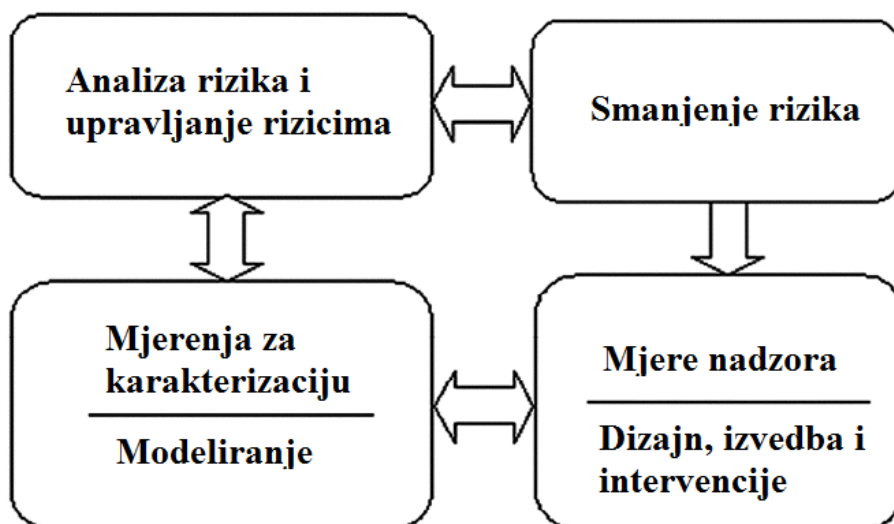 Analiza rizika i
upravljanje rizicima
Smanjenje rizika
Mjerenja za
karakterizaciju
Modeliranje
Mjere nadzora
Dizajn, izvedba i
intervencije